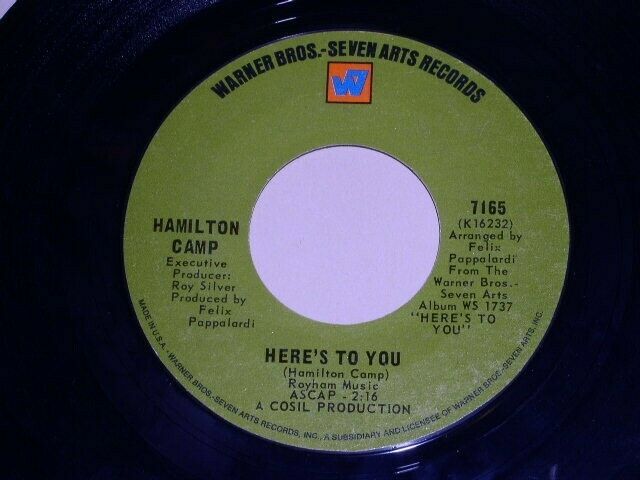 WARNER BROS.-SEVEN ARTS RECORDS
W7
HAMILTON
CAMP
Executive
Producer:
Roy Silver
Produced by
Felix
Pappalardi
7165
(K16232)
Arranged by
Felix
Pappalardi
From The
Warner Bros.-
Seven Arts
Album WS 1737
"HERE'S TO
YOU"
HERE'S TO YOU
(Hamilton Camp)
Royham Music
ASCAP - 2:16
A COSIL PRODUCTION
MADE IN U.S.A. - WARNER BROS.-SEVEN ARTS RECORDS, INC., A SUBSIDIARY AND LICENSEE OF WARNER BROS.-SEVEN ARTS, INC.